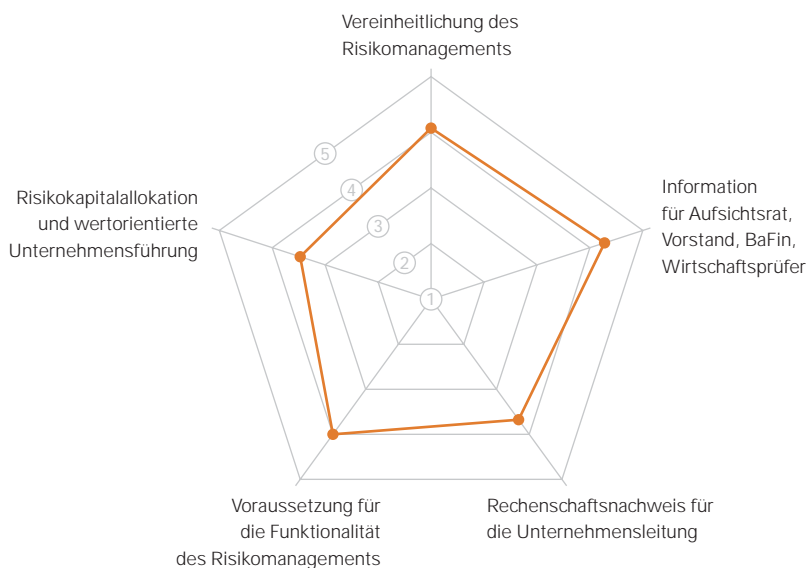 Vereinheitlichung des
Risikomanagements
5
4
3
2
1
Information
für Aufsichtsrat,
Vorstand, BaFin,
Wirtschaftsprüfer
Risikokapitalallokation
und wertorientierte
Unternehmensführung
Voraussetzung für
die Funktionalität
des Risikomanagements
Rechenschaftsnachweis für
die Unternehmensleitung